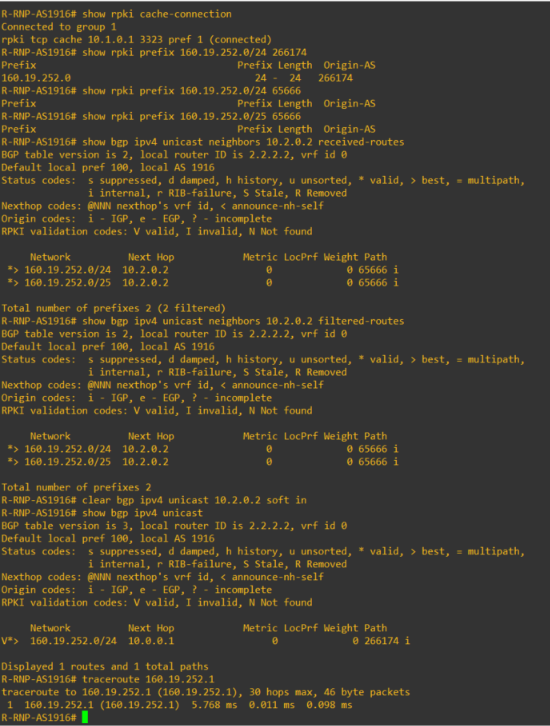 R-RNP-AS1916# show rpki cache-connection
Connected to group 1
rpki tcp cache 10.1.0.1 3323 pref 1 (connected)
R-RNP-AS1916# show rpki prefix 160.19.252.0/24 266174
Prefix                                   Prefix Length  Origin-AS
160.19.252.0                                24 -  24   266174
R-RNP-AS1916# show rpki prefix 160.19.252.0/24 65666
Prefix                                   Prefix Length  Origin-AS
R-RNP-AS1916# show rpki prefix 160.19.252.0/25 65666
Prefix                                   Prefix Length  Origin-AS
R-RNP-AS1916# show bgp ipv4 unicast neighbors 10.2.0.2 received-routes
BGP table version is 2, local router ID is 2.2.2.2, vrf id 0
Default local pref 100, local AS 1916
Status codes:  s suppressed, d damped, h history, u unsorted, * valid, > best, = multipath,
               i internal, r RIB-failure, S Stale, R Removed
Nexthop codes: @NNN nexthop's vrf id, < announce-nh-self
Origin codes:  i - IGP, e - EGP, ? - incomplete
RPKI validation codes: V valid, I invalid, N Not found

     Network          Next Hop            Metric LocPrf Weight Path
 *> 160.19.252.0/24  10.2.0.2                 0             0 65666 i
 *> 160.19.252.0/25  10.2.0.2                 0             0 65666 i

Total number of prefixes 2 (2 filtered)
R-RNP-AS1916# show bgp ipv4 unicast neighbors 10.2.0.2 filtered-routes
BGP table version is 2, local router ID is 2.2.2.2, vrf id 0
Default local pref 100, local AS 1916
Status codes:  s suppressed, d damped, h history, u unsorted, * valid, > best, = multipath,
               i internal, r RIB-failure, S Stale, R Removed
Nexthop codes: @NNN nexthop's vrf id, < announce-nh-self
Origin codes:  i - IGP, e - EGP, ? - incomplete
RPKI validation codes: V valid, I invalid, N Not found

     Network          Next Hop            Metric LocPrf Weight Path
 *> 160.19.252.0/24  10.2.0.2                 0             0 65666 i
 *> 160.19.252.0/25  10.2.0.2                 0             0 65666 i

Total number of prefixes 2
R-RNP-AS1916# clear bgp ipv4 unicast 10.2.0.2 soft in
R-RNP-AS1916# show bgp ipv4 unicast
BGP table version is 3, local router ID is 2.2.2.2, vrf id 0
Default local pref 100, local AS 1916
Status codes:  s suppressed, d damped, h history, u unsorted, * valid, > best, = multipath,
               i internal, r RIB-failure, S Stale, R Removed
Nexthop codes: @NNN nexthop's vrf id, < announce-nh-self
Origin codes:  i - IGP, e - EGP, ? - incomplete
RPKI validation codes: V valid, I invalid, N Not found

     Network          Next Hop            Metric LocPrf Weight Path
V*>  160.19.252.0/24  10.0.0.1                 0             0 266174 i

Displayed 1 routes and 1 total paths
R-RNP-AS1916# traceroute 160.19.252.1
traceroute to 160.19.252.1 (160.19.252.1), 30 hops max, 46 byte packets
 1  160.19.252.1 (160.19.252.1)  5.768 ms  0.011 ms  0.098 ms
R-RNP-AS1916#